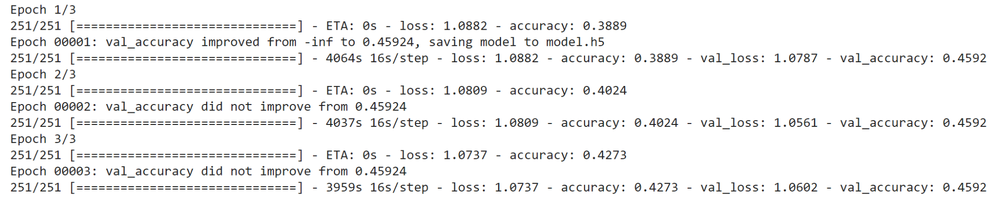 Epoch 1/3
251/251 [==============================] - ETA: 0s - loss: 1.0882 - accuracy: 0.3889
Epoch 00001: val_accuracy improved from -inf to 0.45924, saving model to model.h5
251/251 [==============================] - 4064s 16s/step - loss: 1.0882 - accuracy: 0.3889 - val_loss: 1.0787 - val_accuracy: 0.4592
Epoch 2/3
251/251 [==============================] - ETA: 0s - loss: 1.0809 - accuracy: 0.4024
Epoch 00002: val_accuracy did not improve from 0.45924
251/251 [==============================] - 4037s 16s/step - loss: 1.0809 - accuracy: 0.4024 - val_loss: 1.0561 - val_accuracy: 0.4592
Epoch 3/3
251/251 [==============================] - ETA: 0s - loss: 1.0737 - accuracy: 0.4273
Epoch 00003: val_accuracy did not improve from 0.45924
251/251 [==============================] - 3959s 16s/step - loss: 1.0737 - accuracy: 0.4273 - val_loss: 1.0602 - val_accuracy: 0.4592